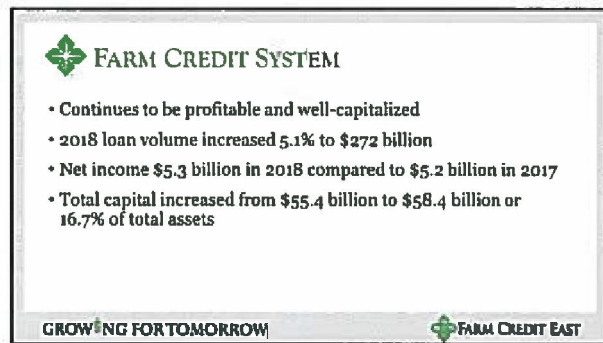 FARM CREDIT SYSTEM
• Continues to be profitable and well-capitalized
• 2018 loan volume increased 5.1% to $272 billion
• Net income $5.3 billion in 2018 compared to $5.2 billion in 2017
• Total capital increased from $55.4 billion to $58.4 billion or
16.7% of total assets
GROWING FOR TOMORROW
FARM CREDIT EAST